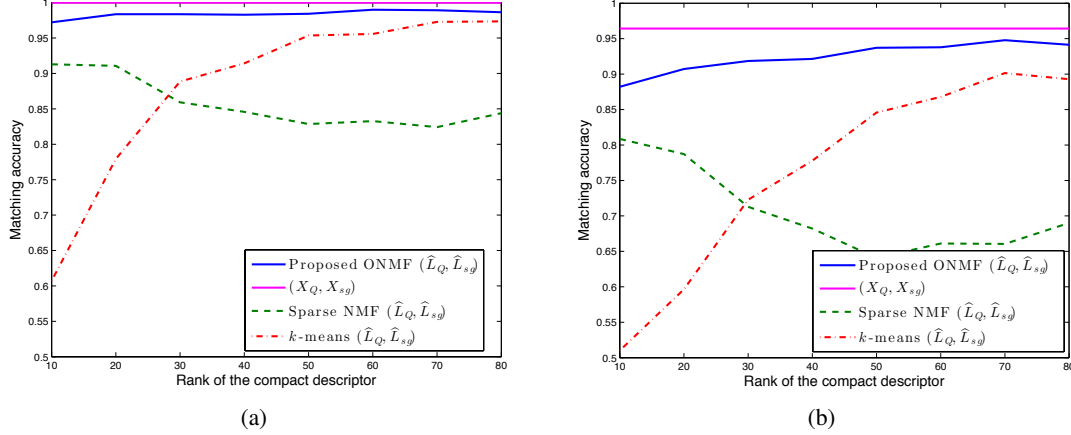 1
0.95
0.9
0.85
0.8
0.75
0.7
0.65
0.6
0.55
0.5
Matching accuracy
10 20 30 40 50 60 70 80
Rank of the compact descriptor
Proposed ONMF (L̂_Q, L̂_sg)
(X_Q, X_sg)
Sparse NMF (L̂_Q, L̂_sg)
k-means (L̂_Q, L̂_sg)
(a)
1
0.95
0.9
0.85
0.8
0.75
0.7
0.65
0.6
0.55
0.5
Matching accuracy
10 20 30 40 50 60 70 80
Rank of the compact descriptor
Proposed ONMF (L̂_Q, L̂_sg)
(X_Q, X_sg)
Sparse NMF (L̂_Q, L̂_sg)
k-means (L̂_Q, L̂_sg)
(b)